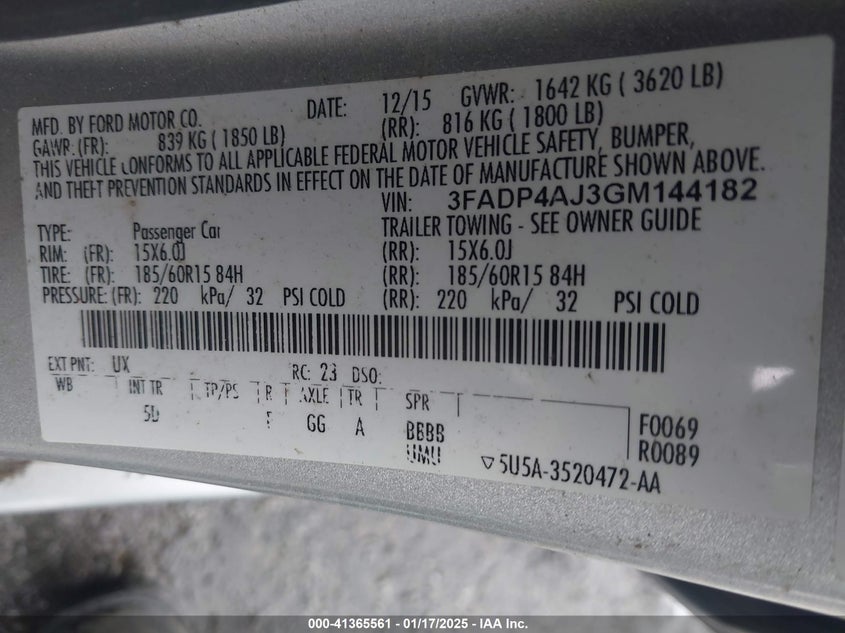 MFD. BY FORD MOTOR CO. DATE: 12/15 GVWR: 1642 KG ( 3620 LB)
GAWR: (FR): 839 KG ( 1850 LB) (RR): 816 KG ( 1800 LB)
THIS VEHICLE CONFORMS TO ALL APPLICABLE FEDERAL MOTOR VEHICLE SAFETY, BUMPER,
AND THEFT PREVENTION STANDARDS IN EFFECT ON THE DATE OF MANUFACTURE SHOWN ABOVE.
VIN: 3FADP4AJ3GM144182
TYPE: Passenger Car TRAILER TOWING - SEE OWNER GUIDE
RIM: (FR): 15X6.0J (RR): 15X6.0J
TIRE: (FR): 185/60R15 84H (RR): 185/60R15 84H
PRESSURE: (FR): 220 kPa/ 32 PSI COLD (RR): 220 kPa/ 32 PSI COLD
EXT PNT: UX RC: 23 DSO:
WB INT TR TP/PS R AXLE TR SPR
5D F GG A BBBB F0069
UMU R0089
5U5A-3520472-AA
000-41365561 - 01/17/2025 - IAA Inc.